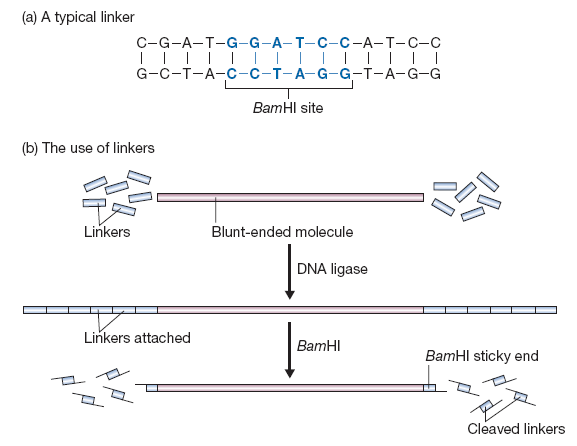 (a) A typical linker
C–G–A–T–G–G–A–T–C–C–A–T–C–C
G–C–T–A–C–C–T–A–G–G–T–A–G–G
BamHI site
(b) The use of linkers
Linkers
Blunt-ended molecule
DNA ligase
Linkers attached
BamHI
BamHI sticky end
Cleaved linkers